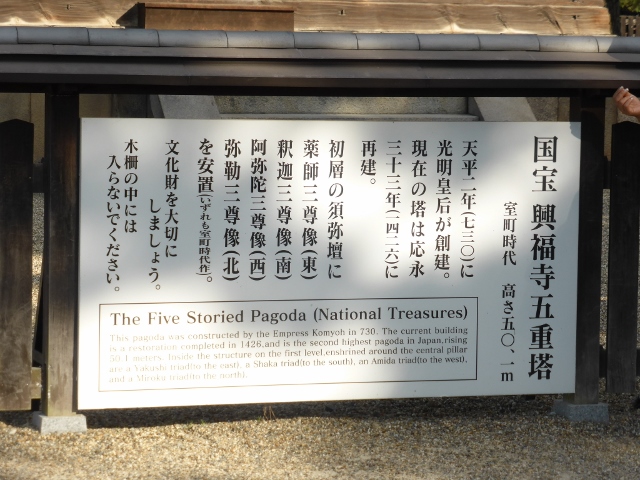 国宝 興福寺五重塔
室町時代 高さ五〇、一m
天平二年(七三〇)に
光明皇后が創建。
現在の塔は応永
三十三年(一四二六)に
再建。
初層の須弥壇に
薬師三尊像(東)
釈迦三尊像(南)
阿弥陀三尊像(西)
弥勒三尊像(北)
を安置(いずれも室町時代作)。
文化財を大切に
しましょう。
木柵の中には
入らないでください。
The Five Storied Pagoda (National Treasures)
This pagoda was constructed by the Empress Komyoh in 730. The current building
is a restoration completed in 1426,and is the second highest pagoda in Japan,rising
50.1 meters. Inside the structure on the first level,enshrined around the central pillar
are a Yakushi triad(to the east), a Shaka triad(to the south), an Amida triad(to the west),
and a Miroku triad(to the north).